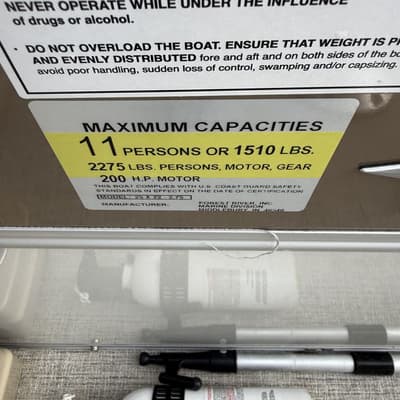 NEVER OPERATE WHILE UNDER THE INFLUENCE
of drugs or alcohol.
· DO NOT OVERLOAD THE BOAT. ENSURE THAT WEIGHT IS
AND EVENLY DISTRIBUTED fore and aft and on both sides of the
avoid poor handling, sudden loss of control, swamping and/or capsizing.
MAXIMUM CAPACITIES
11 PERSONS OR 1510 LBS.
2275 LBS. PERSONS, MOTOR, GEAR
200 H.P. MOTOR
THIS BOAT COMPLIES WITH U.S. COAST GUARD SAFETY
STANDARDS IN EFFECT ON THE DATE OF CERTIFICATION
MODEL:
MANUFACTURER: FOREST RIVER, INC.
MARINE DIVISION
MIDDLEBURY, IN